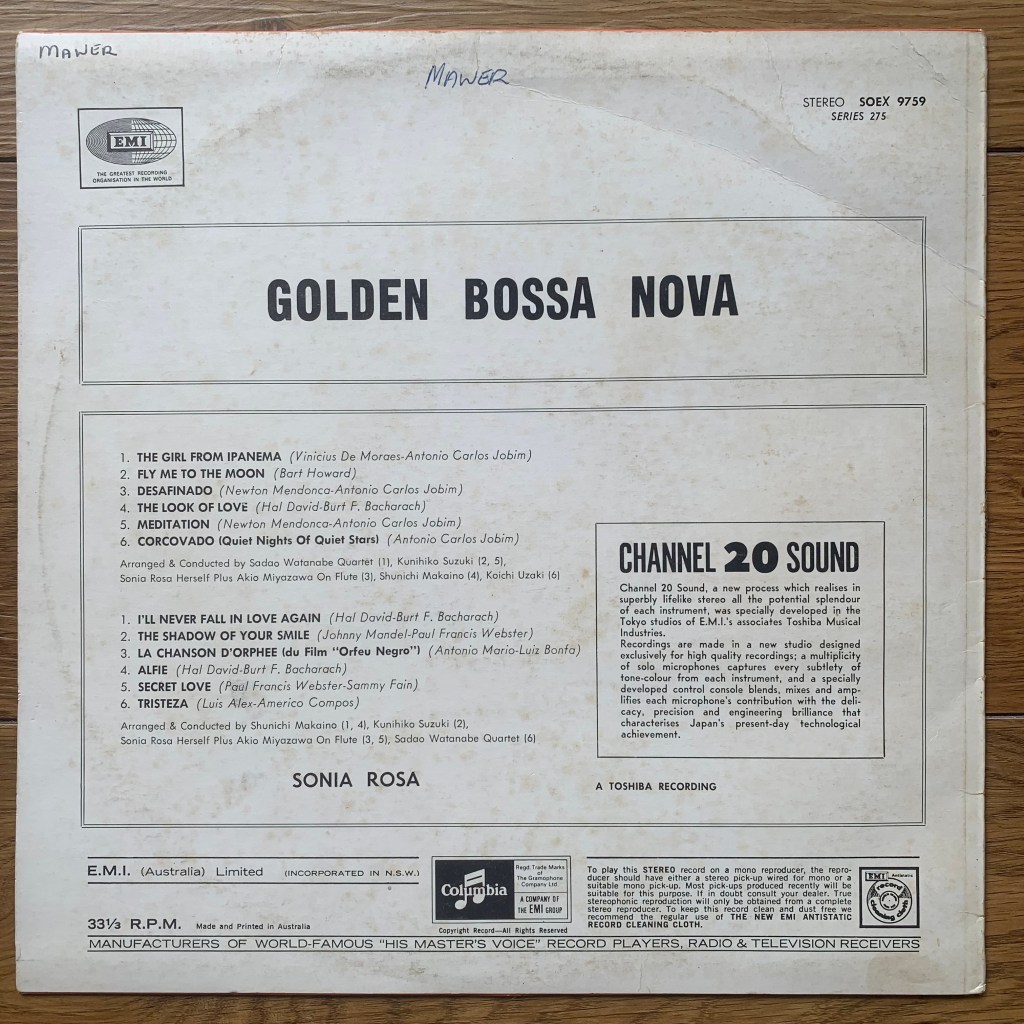 MAWER
MAWER
STEREO SOEX 9759
SERIES 275
EMI
THE GREATEST RECORDING
ORGANISATION IN THE WORLD
GOLDEN BOSSA NOVA
1. THE GIRL FROM IPANEMA (Vinicius De Moraes-Antonio Carlos Jobim)
2. FLY ME TO THE MOON (Bart Howard)
3. DESAFINADO (Newton Mendonca-Antonio Carlos Jobim)
4. THE LOOK OF LOVE (Hal David-Burt F. Bacharach)
5. MEDITATION (Newton Mendonca-Antonio Carlos Jobim)
6. CORCOVADO (Quiet Nights Of Quiet Stars) (Antonio Carlos Jobim)
Arranged & Conducted by Sadao Watanabe Quartet (1), Kunihiko Suzuki (2, 5),
Sonia Rosa Herself Plus Akio Miyazawa On Flute (3), Shunichi Makaino (4), Koichi Uzaki (6)
1. I'LL NEVER FALL IN LOVE AGAIN (Hal David-Burt F. Bacharach)
2. THE SHADOW OF YOUR SMILE (Johnny Mandel-Paul Francis Webster)
3. LA CHANSON D'ORPHEE (du Film "Orfeu Negro") (Antonio Mario-Luiz Bonfa)
4. ALFIE (Hal David-Burt F. Bacharach)
5. SECRET LOVE (Paul Francis Webster-Sammy Fain)
6. TRISTEZA (Luis Alex-Americo Compos)
Arranged & Conducted by Shunichi Makaino (1, 4), Kunihiko Suzuki (2),
Sonia Rosa Herself Plus Akio Miyazawa On Flute (3, 5), Sadao Watanabe Quartet (6)
SONIA ROSA
CHANNEL 20 SOUND
Channel 20 Sound, a new process which realises in
superbly lifelike stereo all the potential splendour
of each instrument, was specially developed in the
Tokyo studios of E.M.I.'s associates Toshiba Musical
Industries.
Recordings are made in a new studio designed
exclusively for high quality recordings; a multiplicity
of solo microphones captures every subtlety of
tone-colour from each instrument, and a specially
developed control console blends, mixes and amp-
lifies each microphone's contribution with the deli-
cacy, precision and engineering brilliance that
characterises Japan's present-day technological
achievement.
A TOSHIBA RECORDING
E.M.I. (Australia) Limited (INCORPORATED IN N.S.W.)
33⅓ R.P.M. Made and Printed in Australia
Columbia
Regd. Trade Marks
of
The Gramophone
Company Ltd.
A COMPANY OF
THE EMI GROUP
Copyright Record—All Rights Reserved
To play this STEREO record on a mono reproducer, the repro-
ducer should have either a stereo pick-up wired for mono or a
suitable mono pick-up. Most pick-ups produced recently will be
suitable for this purpose. If in doubt consult your dealer. True
stereophonic reproduction will only be obtained from a complete
stereo reproducer. To keep this record clean and dust free we
recommend the regular use of THE NEW EMI ANTISTATIC
RECORD CLEANING CLOTH.
EMI Antistatic
record
cleaning cloth
MANUFACTURERS OF WORLD-FAMOUS "HIS MASTER'S VOICE" RECORD PLAYERS, RADIO & TELEVISION RECEIVERS